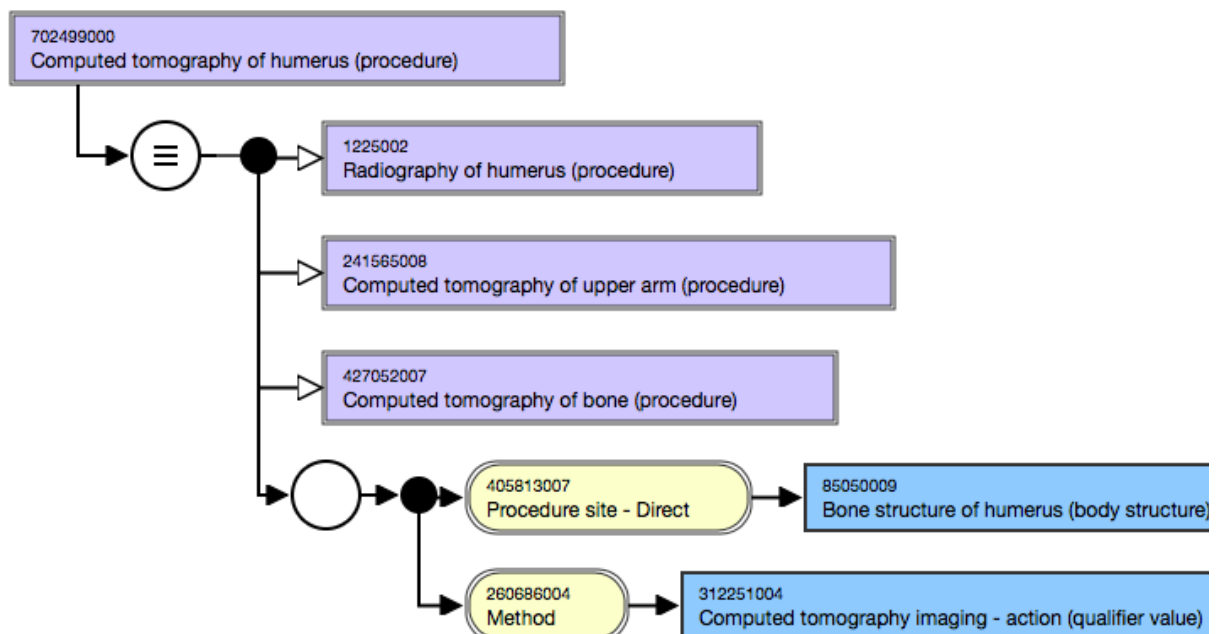 702499000
Computed tomography of humerus (procedure)
1225002
Radiography of humerus (procedure)
241565008
Computed tomography of upper arm (procedure)
427052007
Computed tomography of bone (procedure)
405813007
Procedure site - Direct
85050009
Bone structure of humerus (body structure)
260686004
Method
312251004
Computed tomography imaging - action (qualifier value)